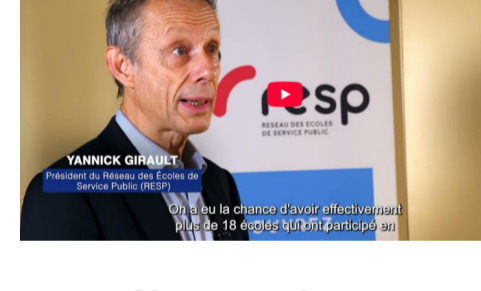 resp
RESEAU DES ECOLES
DE SERVICE PUBLIC
YANNICK GIRAULT
Président du Réseau des Écoles de
Service Public (RESP)
On a eu la chance d'avoir effectivement
plus de 18 écoles qui ont participé en